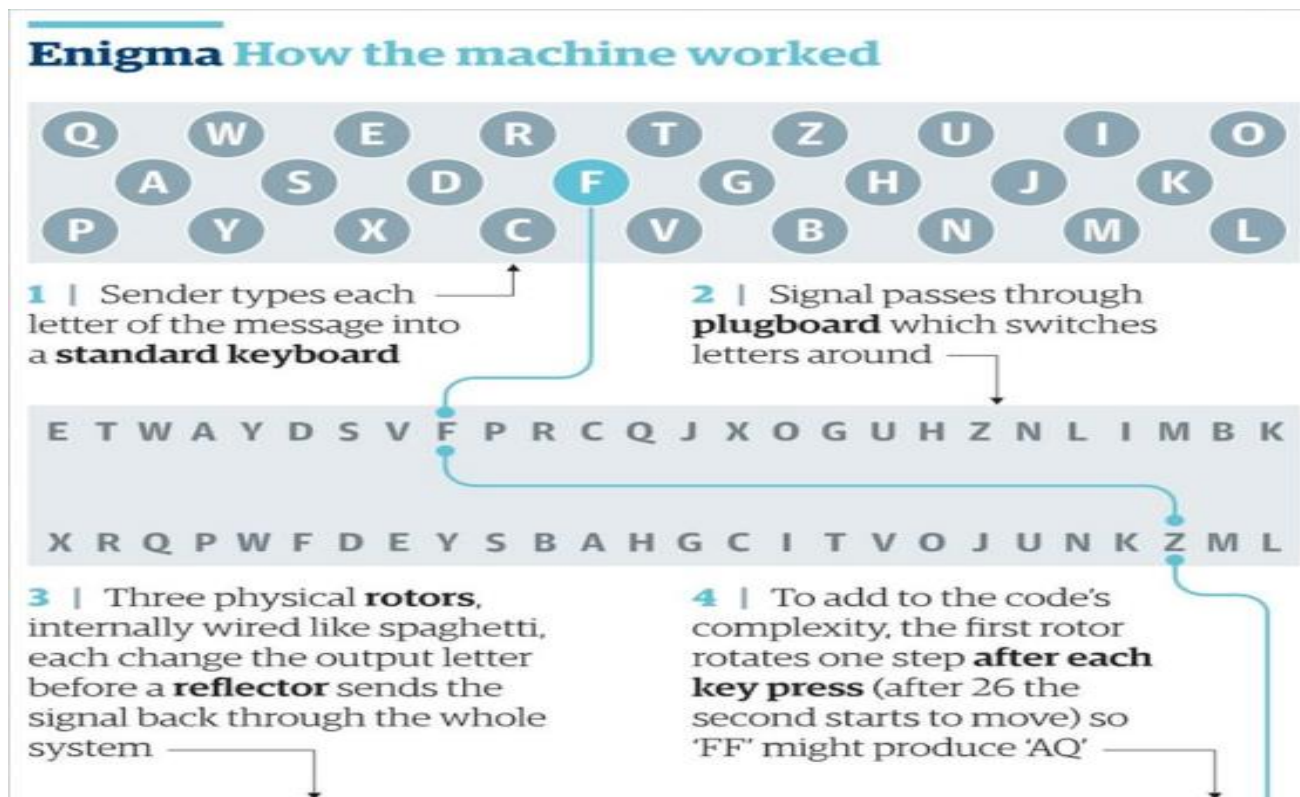 Enigma How the machine worked
Q W E R T Z U I O
A S D F G H J K
P Y X C V B N M L
1 | Sender types each
letter of the message into
a standard keyboard
2 | Signal passes through
plugboard which switches
letters around
E T W A Y D S V F P R C Q J X O G U H Z N L I M B K
X R Q P W F D E Y S B A H G C I T V O J U N K Z M L
3 | Three physical rotors,
internally wired like spaghetti,
each change the output letter
before a reflector sends the
signal back through the whole
system
4 | To add to the code's
complexity, the first rotor
rotates one step after each
key press (after 26 the
second starts to move) so
‘FF’ might produce ‘AQ’